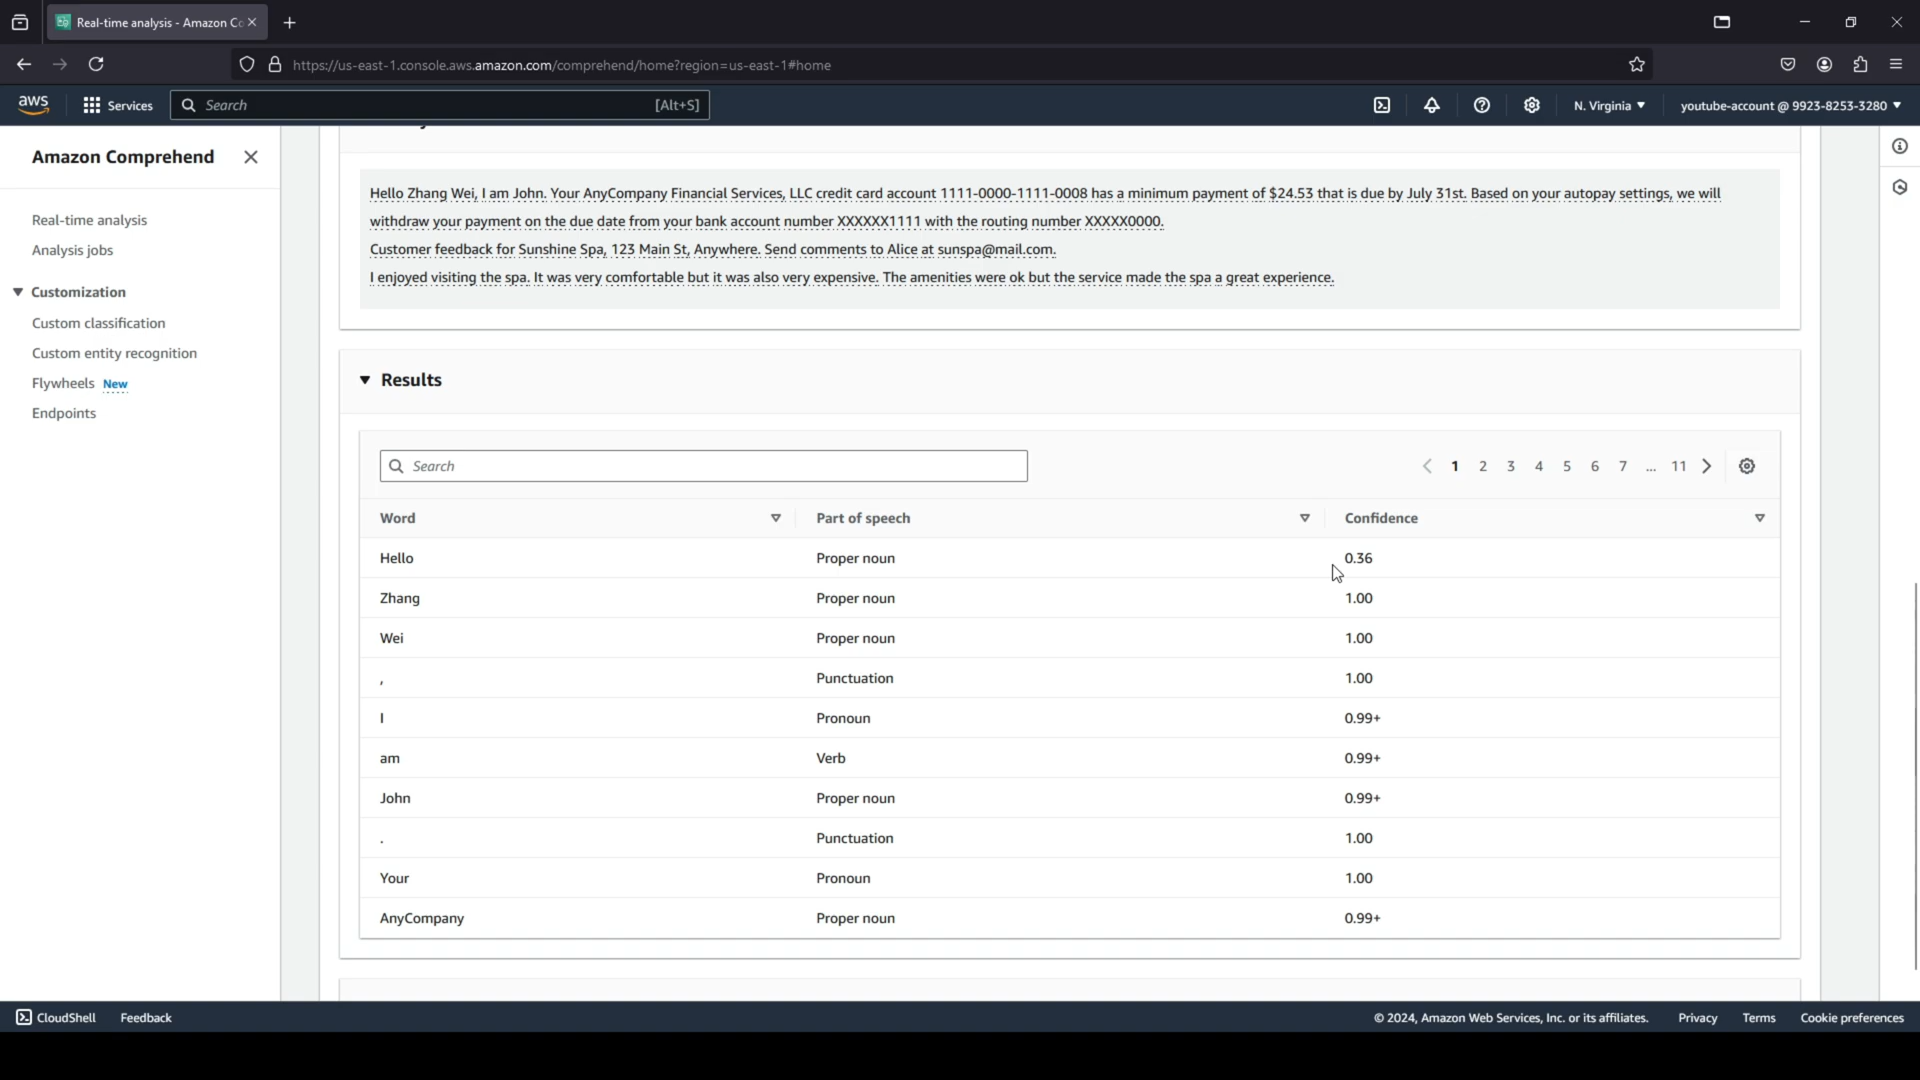 Real-time analysis - Amazon Co
https://us-east-1.console.aws.amazon.com/comprehend/home?region=us-east-1#home
aws
Services
Search [Alt+S]
N. Virginia
youtube-account @ 9923-8253-3280
Amazon Comprehend
Real-time analysis
Analysis jobs
Customization
Custom classification
Custom entity recognition
Flywheels New
Endpoints
Hello Zhang Wei, I am John. Your AnyCompany Financial Services, LLC credit card account 1111-0000-1111-0008 has a minimum payment of $24.53 that is due by July 31st. Based on your autopay settings, we will
withdraw your payment on the due date from your bank account number XXXXXX1111 with the routing number XXXXX0000.
Customer feedback for Sunshine Spa, 123 Main St, Anywhere. Send comments to Alice at sunspa@mail.com.
I enjoyed visiting the spa. It was very comfortable but it was also very expensive. The amenities were ok but the service made the spa a great experience.
Results
Search
1 2 3 4 5 6 7 ... 11
Word Part of speech Confidence
Hello Proper noun 0.36
Zhang Proper noun 1.00
Wei Proper noun 1.00
, Punctuation 1.00
I Pronoun 0.99+
am Verb 0.99+
John Proper noun 0.99+
. Punctuation 1.00
Your Pronoun 1.00
AnyCompany Proper noun 0.99+
CloudShell Feedback
© 2024, Amazon Web Services, Inc. or its affiliates. Privacy Terms Cookie preferences